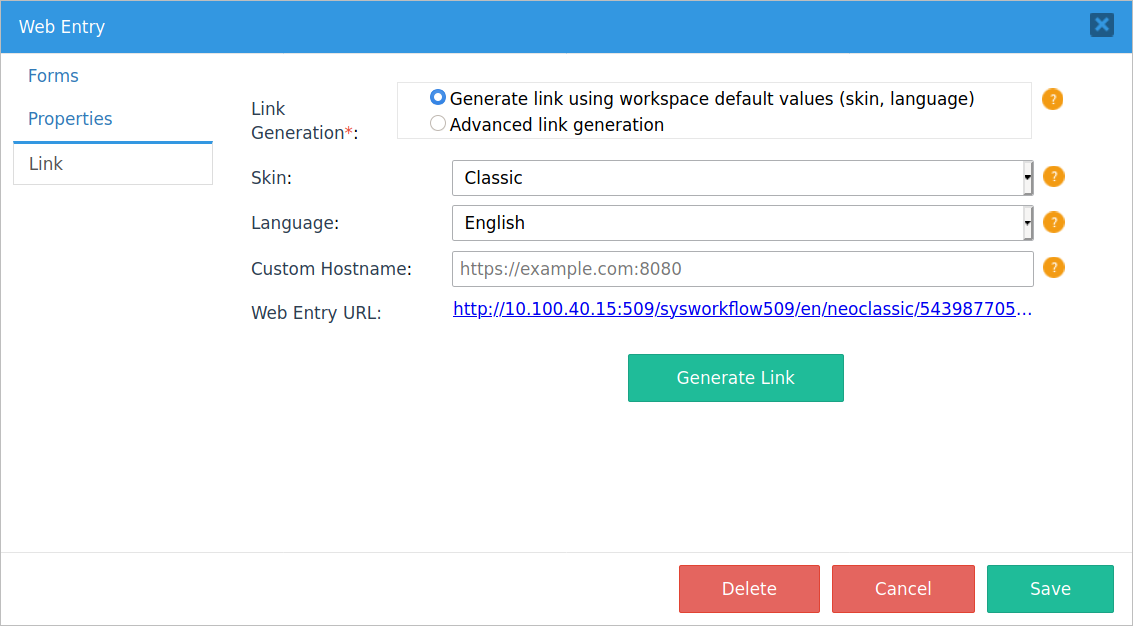 Web Entry
Forms
Properties
Link
Link
Generation*:
Generate link using workspace default values (skin, language)
Advanced link generation
?
Skin:
Classic
?
Language:
English
?
Custom Hostname:
https://example.com:8080
?
Web Entry URL:
http://10.100.40.15:509/sysworkflow509/en/neoclassic/543987705...
Generate Link
Delete
Cancel
Save